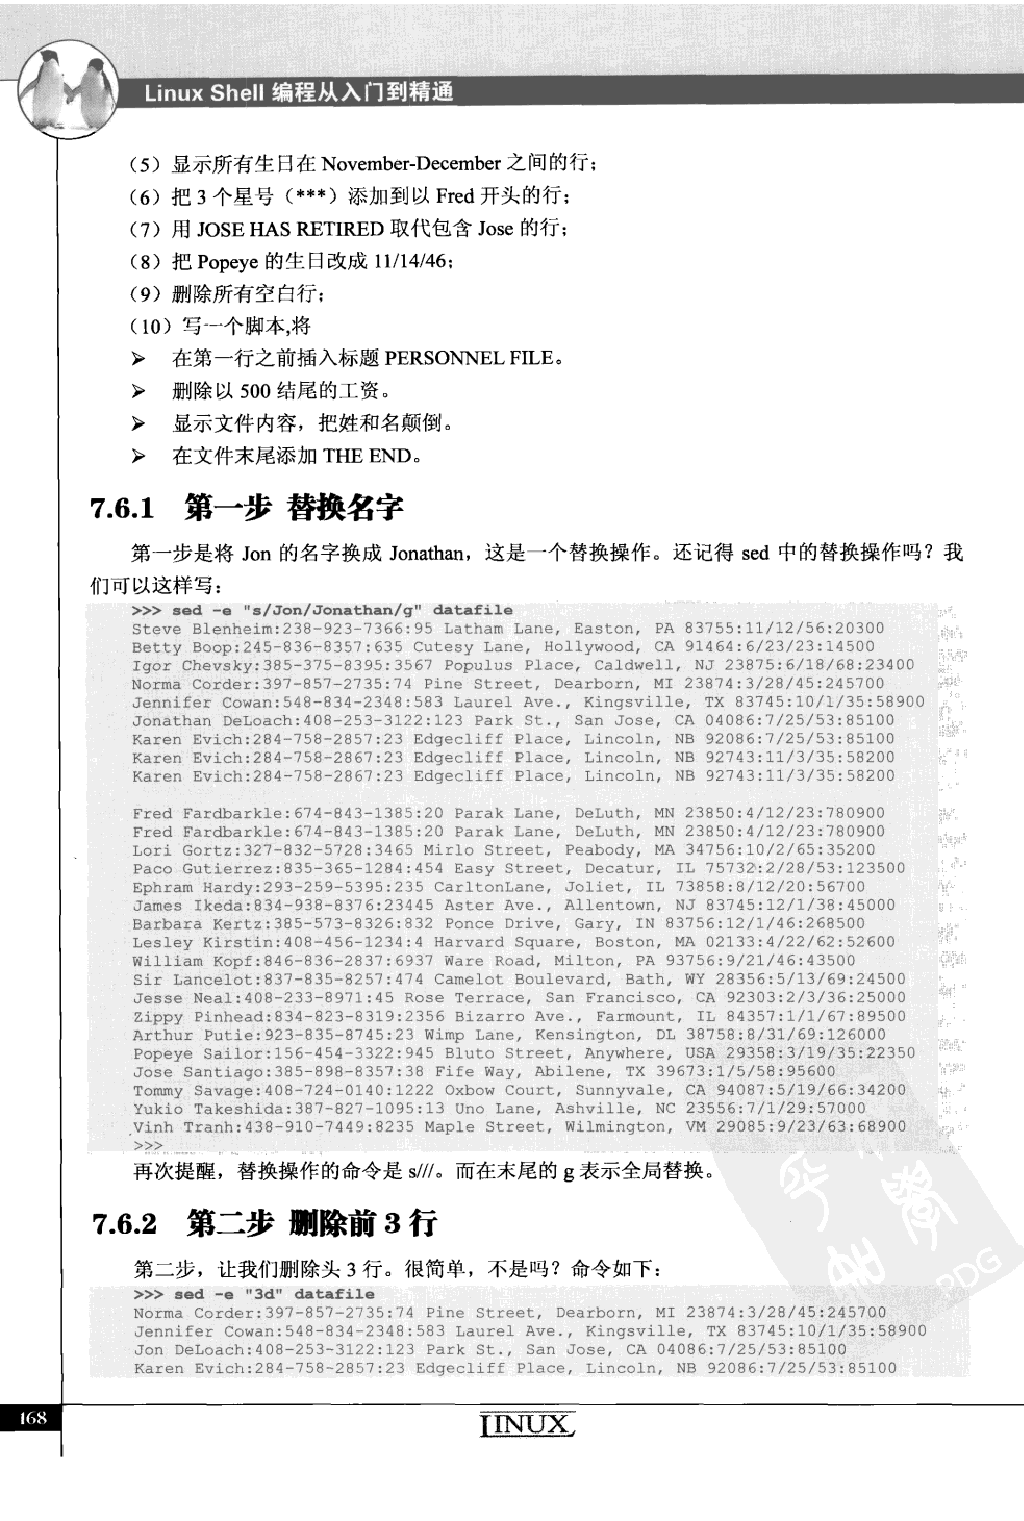 Linux Shell 编程从入门到精通
（5）显示所有生日在 November-December 之间的行；
（6）把 3 个星号（***）添加到以 Fred 开头的行；
（7）用 JOSE HAS RETIRED 取代包含 Jose 的行；
（8）把 Popeye 的生日改成 11/14/46；
（9）删除所有空白行；
（10）写一个脚本,将
➢ 在第一行之前插入标题 PERSONNEL FILE。
➢ 删除以 500 结尾的工资。
➢ 显示文件内容，把姓和名颠倒。
➢ 在文件末尾添加 THE END。
7.6.1 第一步 替换名字
第一步是将 Jon 的名字换成 Jonathan，这是一个替换操作。还记得 sed 中的替换操作吗？我
们可以这样写：
>>> sed -e "s/Jon/Jonathan/g" datafile
Steve Blenheim:238-923-7366:95 Latham Lane, Easton, PA 83755:11/12/56:20300
Betty Boop:245-836-8357:635 Cutesy Lane, Hollywood, CA 91464:6/23/23:14500
Igor Chevsky:385-375-8395:3567 Populus Place, Caldwell, NJ 23875:6/18/68:23400
Norma Corder:397-857-2735:74 Pine Street, Dearborn, MI 23874:3/28/45:245700
Jennifer Cowan:548-834-2348:583 Laurel Ave., Kingsville, TX 83745:10/1/35:58900
Jonathan DeLoach:408-253-3122:123 Park St., San Jose, CA 04086:7/25/53:85100
Karen Evich:284-758-2857:23 Edgecliff Place, Lincoln, NB 92086:7/25/53:85100
Karen Evich:284-758-2867:23 Edgecliff Place, Lincoln, NB 92743:11/3/35:58200
Karen Evich:284-758-2867:23 Edgecliff Place, Lincoln, NB 92743:11/3/35:58200
Fred Fardbarkle:674-843-1385:20 Parak Lane, DeLuth, MN 23850:4/12/23:780900
Fred Fardbarkle:674-843-1385:20 Parak Lane, DeLuth, MN 23850:4/12/23:780900
Lori Gortz:327-832-5728:3465 Mirlo Street, Peabody, MA 34756:10/2/65:35200
Paco Gutierrez:835-365-1284:454 Easy Street, Decatur, IL 75732:2/28/53:123500
Ephram Hardy:293-259-5395:235 CarltonLane, Joliet, IL 73858:8/12/20:56700
James Ikeda:834-938-8376:23445 Aster Ave., Allentown, NJ 83745:12/1/38:45000
Barbara Kertz:385-573-8326:832 Ponce Drive, Gary, IN 83756:12/1/46:268500
Lesley Kirstin:408-456-1234:4 Harvard Square, Boston, MA 02133:4/22/62:52600
William Kopf:846-836-2837:6937 Ware Road, Milton, PA 93756:9/21/46:43500
Sir Lancelot:837-835-8257:474 Camelot Boulevard, Bath, WY 28356:5/13/69:24500
Jesse Neal:408-233-8971:45 Rose Terrace, San Francisco, CA 92303:2/3/36:25000
Zippy Pinhead:834-823-8319:2356 Bizarro Ave., Farmount, IL 84357:1/1/67:89500
Arthur Putie:923-835-8745:23 Wimp Lane, Kensington, DL 38758:8/31/69:126000
Popeye Sailor:156-454-3322:945 Bluto Street, Anywhere, USA 29358:3/19/35:22350
Jose Santiago:385-898-8357:38 Fife Way, Abilene, TX 39673:1/5/58:95600
Tommy Savage:408-724-0140:1222 Oxbow Court, Sunnyvale, CA 94087:5/19/66:34200
Yukio Takeshida:387-827-1095:13 Uno Lane, Ashville, NC 23556:7/1/29:57000
Vinh Tranh:438-910-7449:8235 Maple Street, Wilmington, VM 29085:9/23/63:68900
>>>
再次提醒，替换操作的命令是 s///。而在末尾的 g 表示全局替换。
7.6.2 第二步 删除前 3 行
第二步，让我们删除头 3 行。很简单，不是吗？命令如下：
>>> sed -e "3d" datafile
Norma Corder:397-857-2735:74 Pine Street, Dearborn, MI 23874:3/28/45:245700
Jennifer Cowan:548-834-2348:583 Laurel Ave., Kingsville, TX 83745:10/1/35:58900
Jon DeLoach:408-253-3122:123 Park St., San Jose, CA 04086:7/25/53:85100
Karen Evich:284-758-2857:23 Edgecliff Place, Lincoln, NB 92086:7/25/53:85100
168
LINUX
PDG